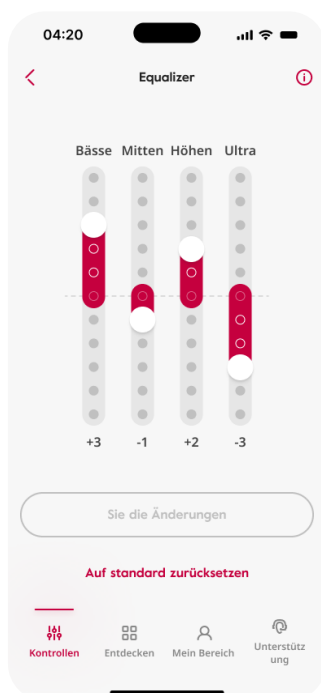 04:20
Equalizer
Bässe Mitten Höhen Ultra
+3 -1 +2 -3
Sie die Änderungen
Auf standard zurücksetzen
Kontrollen Entdecken Mein Bereich Unterstütz
ung